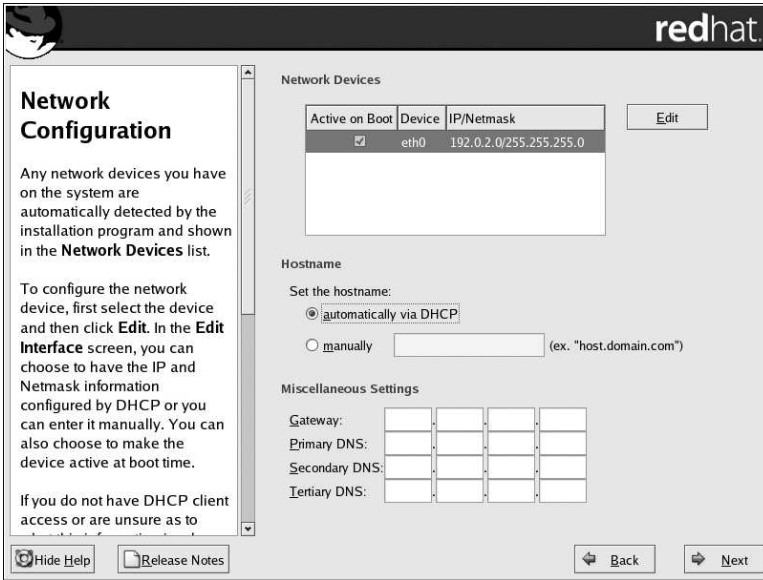 redhat.
Network
Configuration
Any network devices you have
on the system are
automatically detected by the
installation program and shown
in the Network Devices list.
To configure the network
device, first select the device
and then click Edit. In the Edit
Interface screen, you can
choose to have the IP and
Netmask information
configured by DHCP or you
can enter it manually. You can
also choose to make the
device active at boot time.
If you do not have DHCP client
access or are unsure as to
Network Devices
Active on Boot Device IP/Netmask
eth0 192.0.2.0/255.255.255.0
Edit
Hostname
Set the hostname:
automatically via DHCP
manually (ex. "host.domain.com")
Miscellaneous Settings
Gateway: . . .
Primary DNS: . . .
Secondary DNS: . . .
Tertiary DNS: . . .
Hide Help Release Notes Back Next